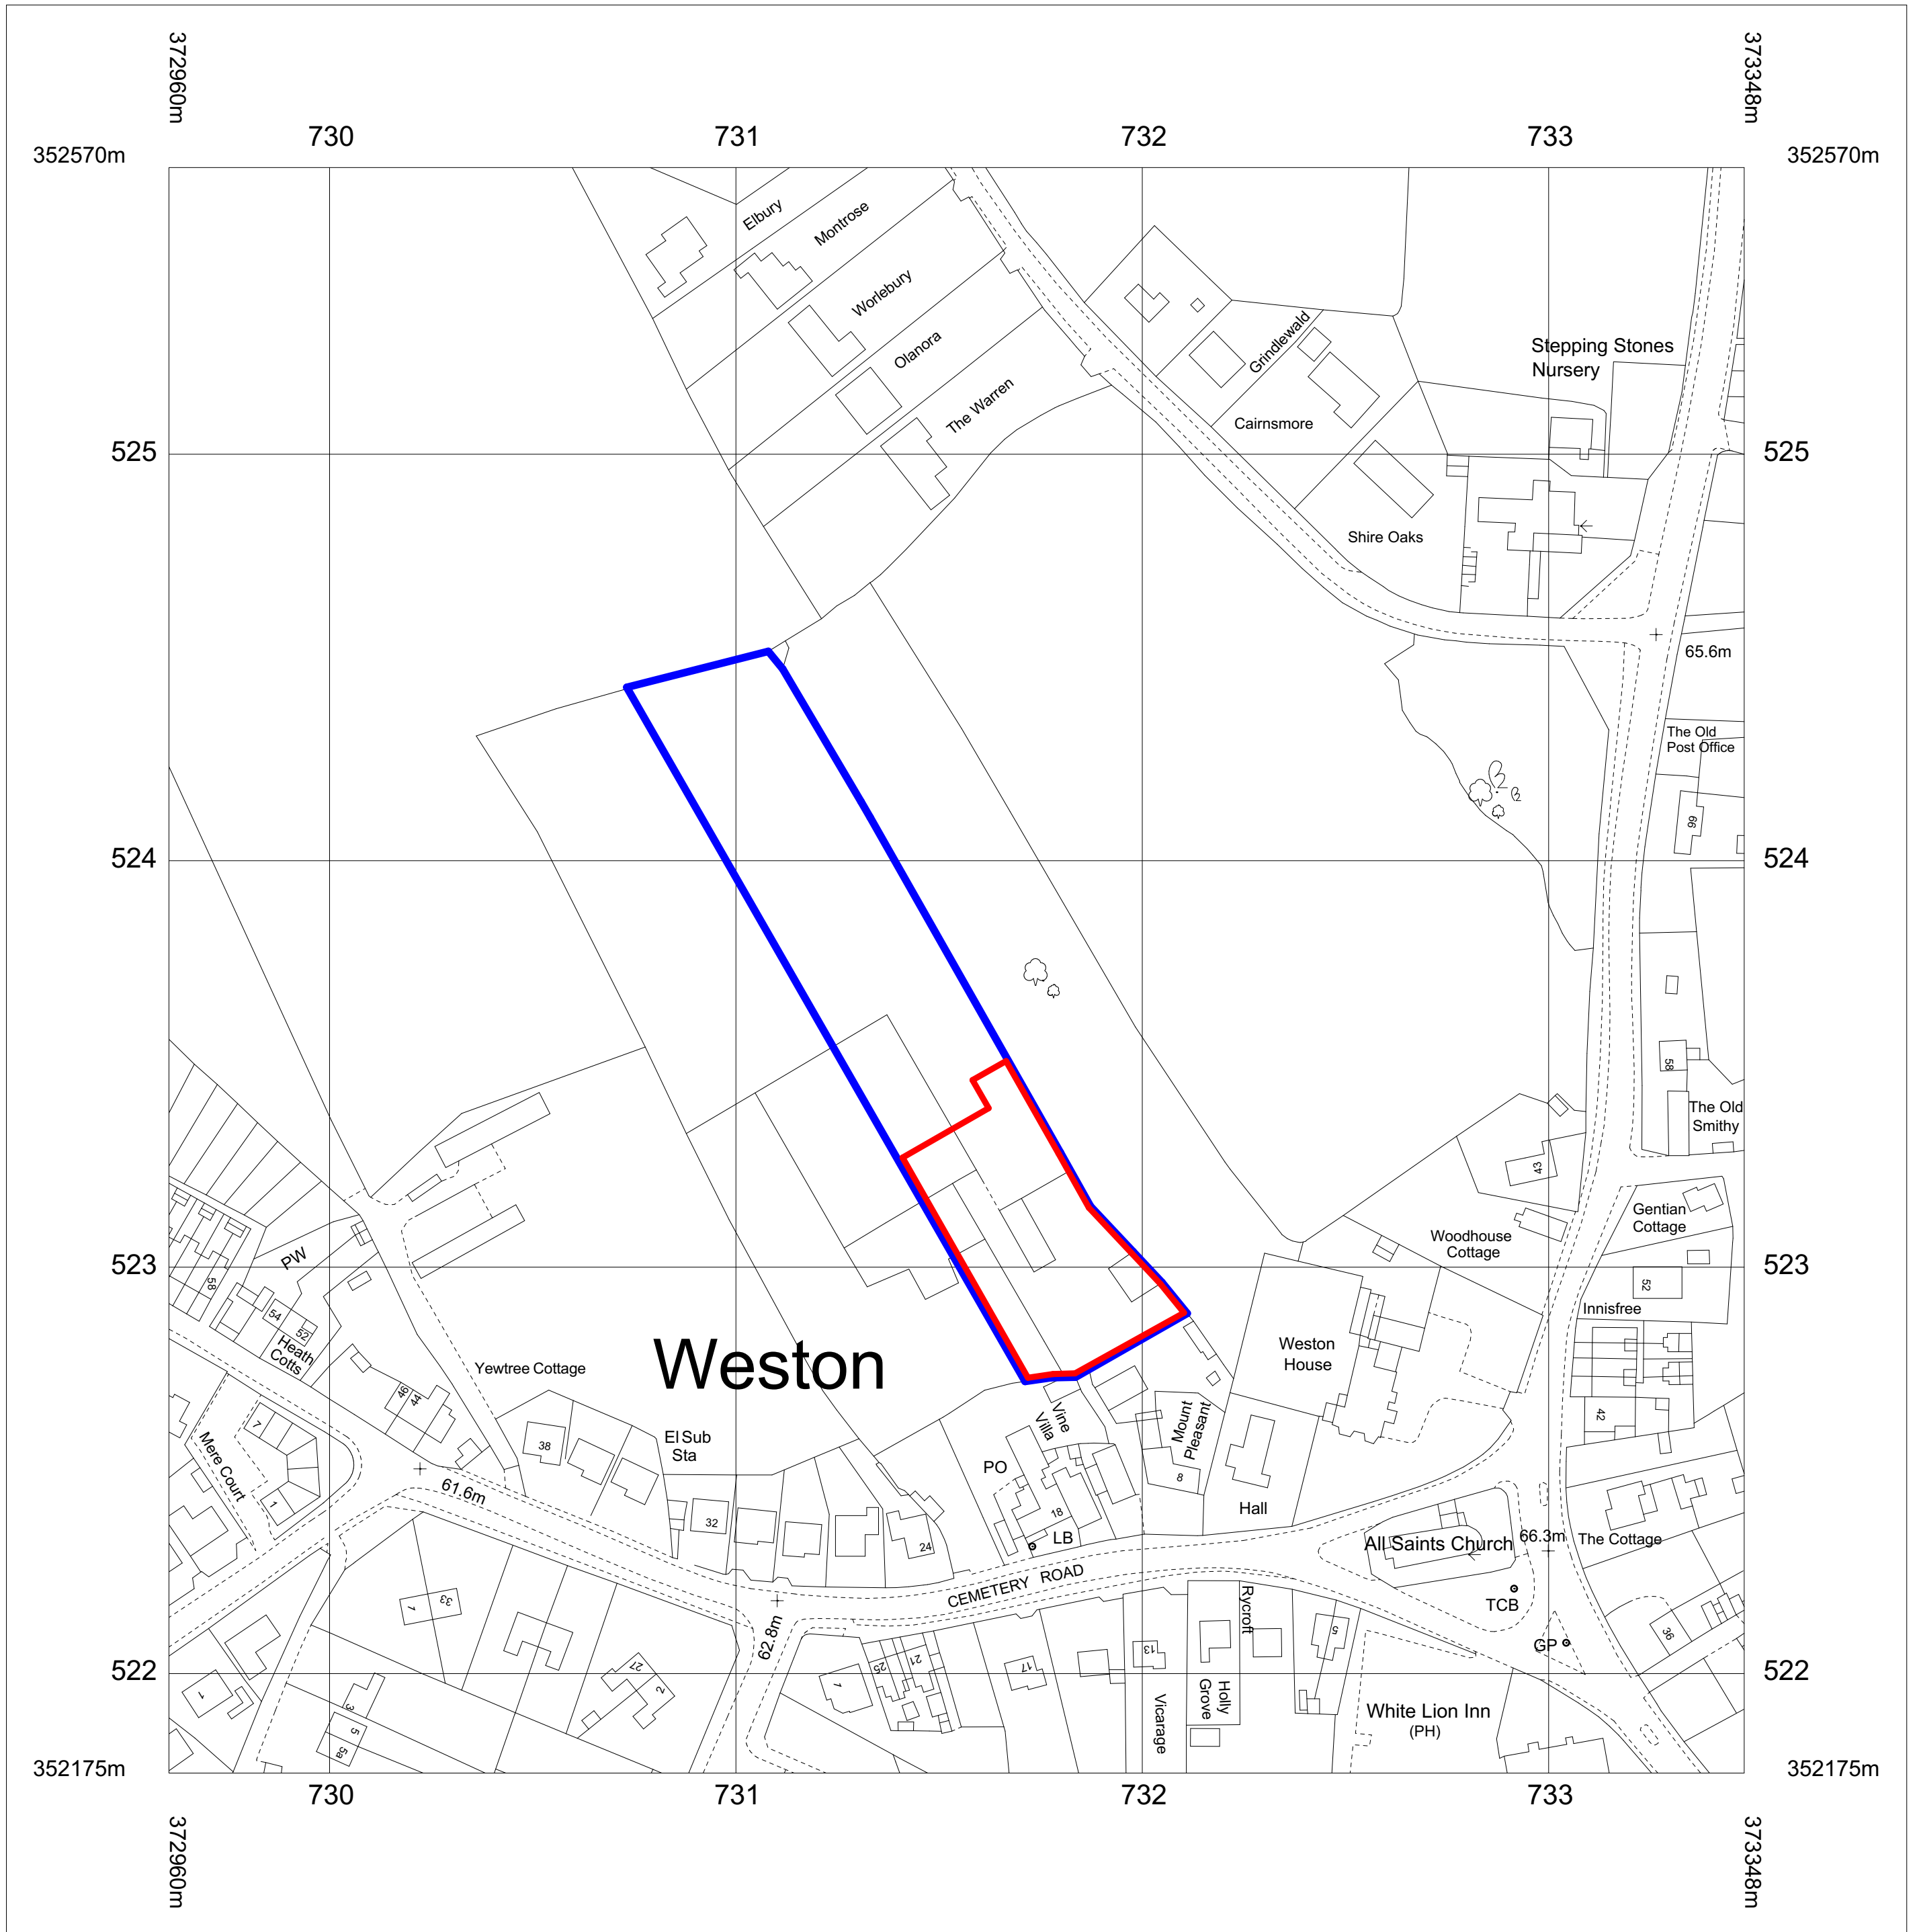 372960m
373348m
730
731
732
733
352570m
352570m
Elbury
Montrose
Worlebury
Olanora
The Warren
Grindlewald
Cairnsmore
Shire Oaks
Stepping Stones
Nursery
525
525
65.6m
The Old
Post Office
66
524
524
58
The Old
Smithy
43
Gentian
Cottage
Woodhouse
Cottage
52
Innisfree
523
523
PW
58
54
52
Heath
Cotts
46
44
Yewtree Cottage
Weston
Weston
House
Mere Court
7
1
38
El Sub
Sta
61.6m
32
24
PO
Vine
Villa
18
LB
Mount
Pleasant
8
Hall
42
All Saints Church
66.3m
The Cottage
TCB
GP
36
CEMETERY ROAD
62.8m
33
1
27
2
1
3
5
5a
1
25
21
17
13
Vicarage
Holly
Grove
Rycroft
5
White Lion Inn
(PH)
522
522
352175m
352175m
730
731
732
733
372960m
373348m